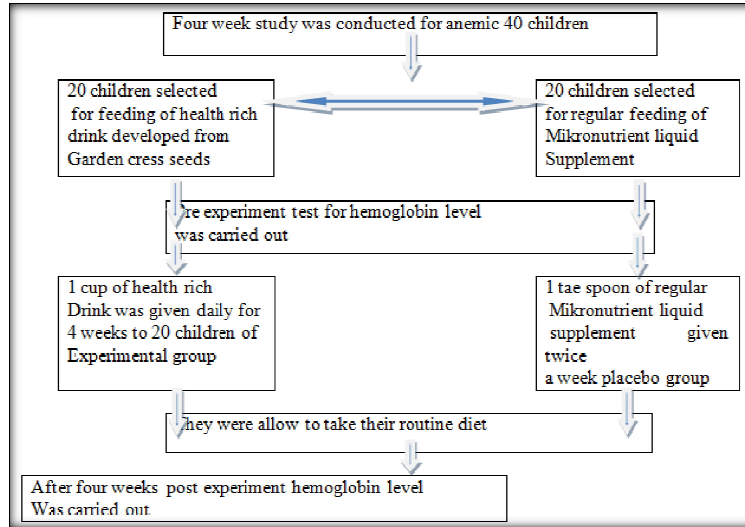 Four week study was conducted for anemic 40 children
20 children selected
for feeding of health rich
drink developed from
Garden cress seeds
20 children selected
for regular feeding of
Mikronutrient liquid
Supplement
Pre experiment test for hemoglobin level
was carried out
1 cup of health rich
Drink was given daily for
4 weeks to 20 children of
Experimental group
1 tae spoon of regular
Mikronutrient liquid
supplement given
twice
a week placebo group
They were allow to take their routine diet
After four weeks post experiment hemoglobin level
Was carried out